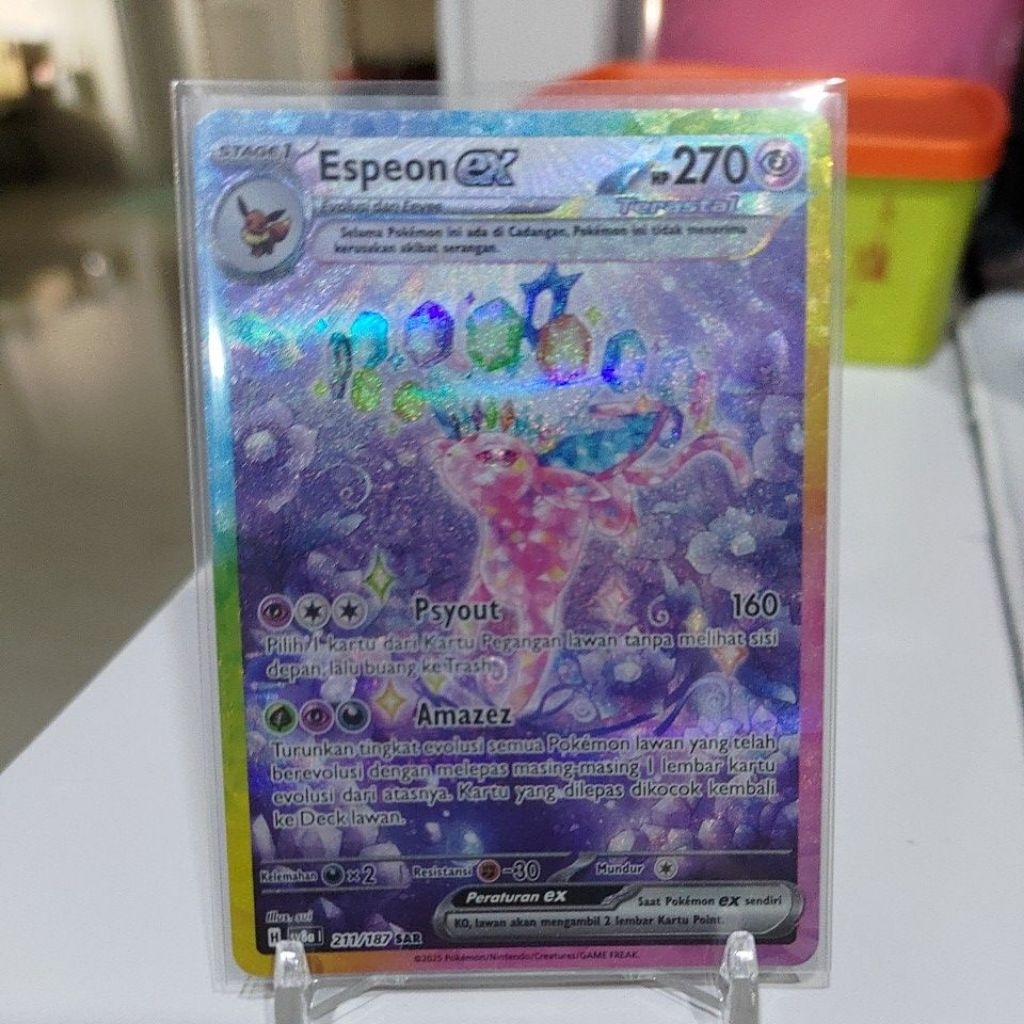 STAGE 1 Espeon ex HP 270
Evolusi dari Eevee Terastal
Selama Pokémon ini ada di Cadangan, Pokémon ini tidak menerima
kerusakan akibat serangan.
Psyout 160
Pilih 1 kartu dari Kartu Pegangan lawan tanpa melihat sisi
depan, lalu buang ke Trash.
Amazez
Turunkan tingkat evolusi semua Pokémon lawan yang telah
berevolusi dengan melepas masing-masing 1 lembar kartu
evolusi dari atasnya. Kartu yang dilepas dikocok kembali
ke Deck lawan.
Kelemahan ×2 Resistansi -30 Mundur
Peraturan ex Saat Pokémon ex sendiri
KO, lawan akan mengambil 2 lembar Kartu Point.
Illus. sui
H sv8a I 211/187 SAR
©2025 Pokémon/Nintendo/Creatures/GAME FREAK.